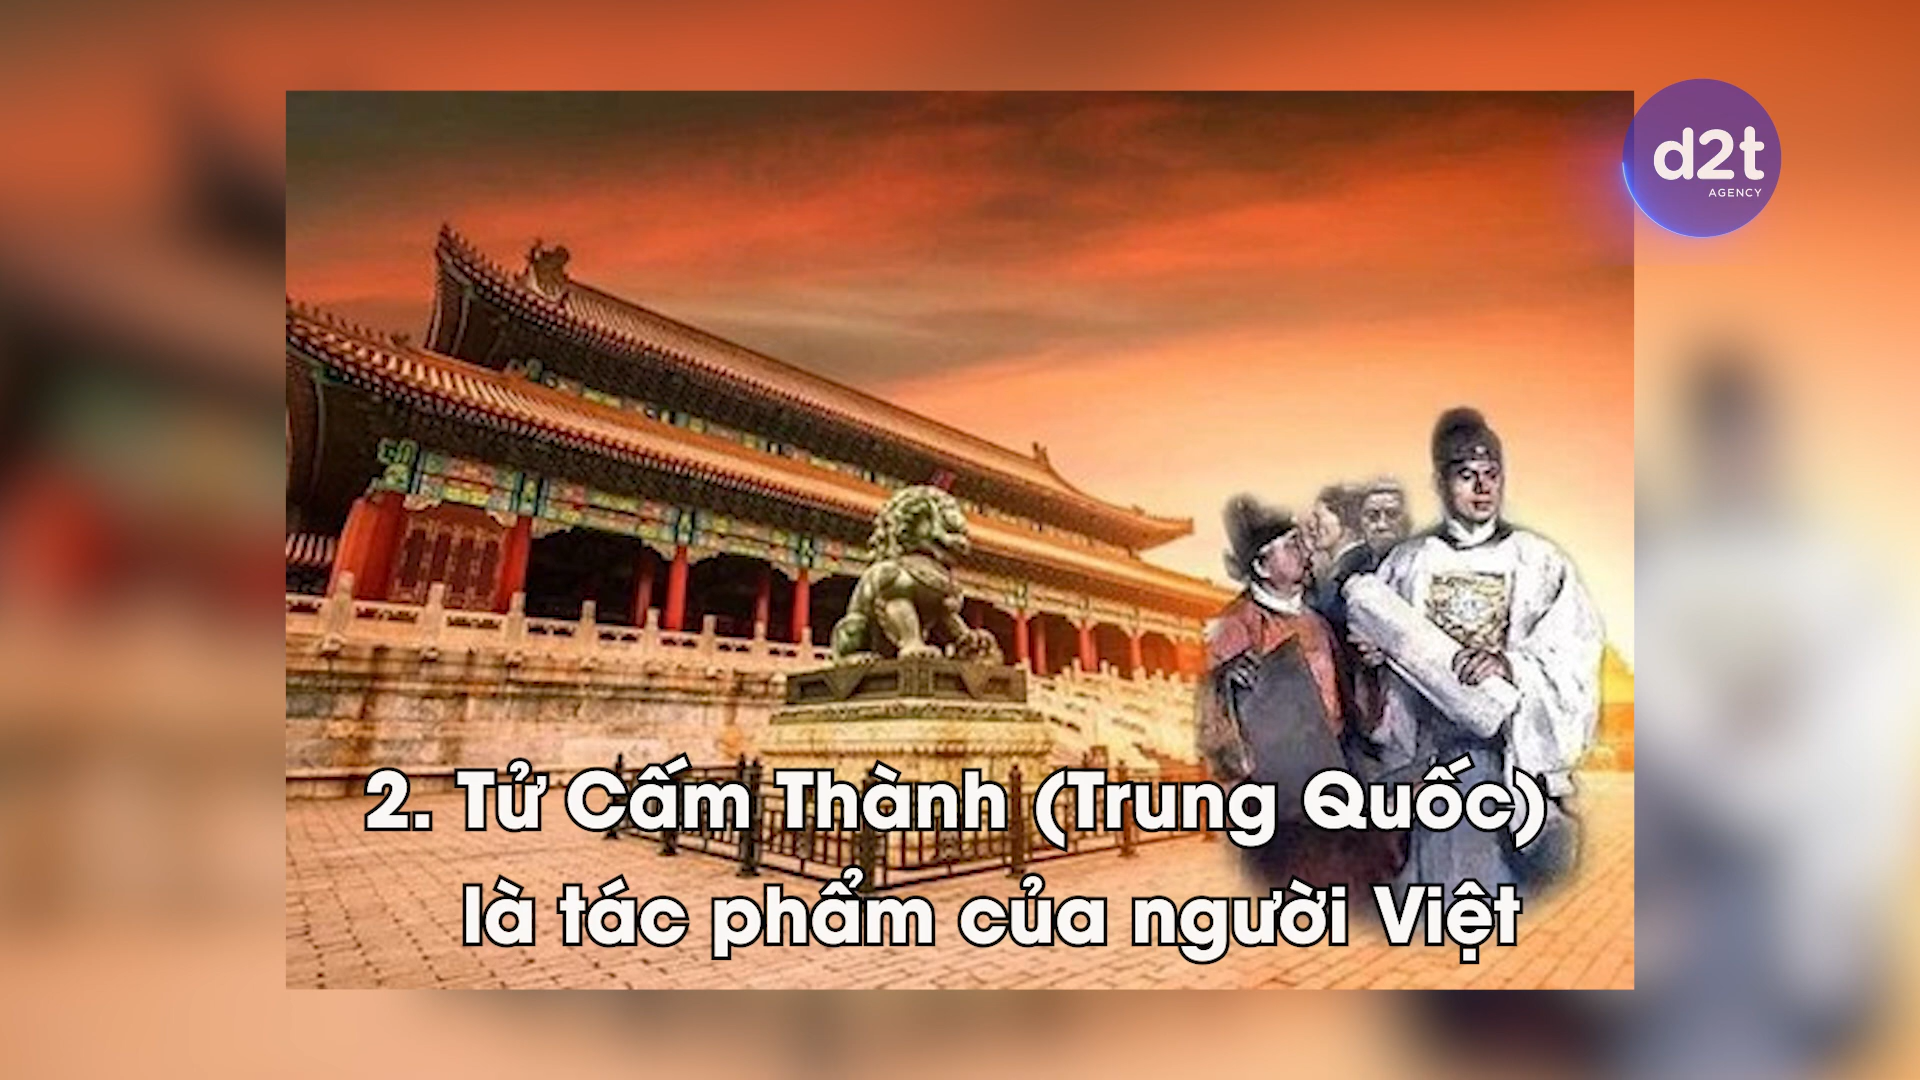 d2t
AGENCY
2. Tử Cấm Thành (Trung Quốc)
là tác phẩm của người Việt